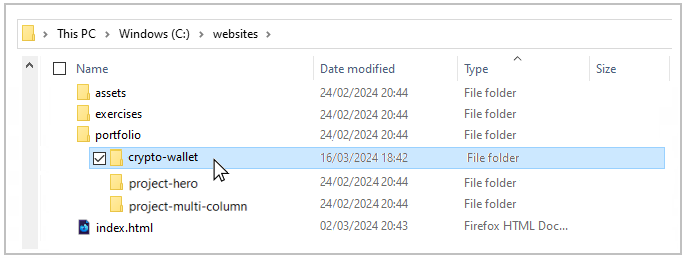 This PC > Windows (C:) > websites >
Name Date modified Type Size
assets 24/02/2024 20:44 File folder
exercises 24/02/2024 20:44 File folder
portfolio 24/02/2024 20:44 File folder
crypto-wallet 16/03/2024 18:42 File folder
project-hero 24/02/2024 20:44 File folder
project-multi-column 24/02/2024 20:44 File folder
index.html 02/03/2024 20:43 Firefox HTML Doc...